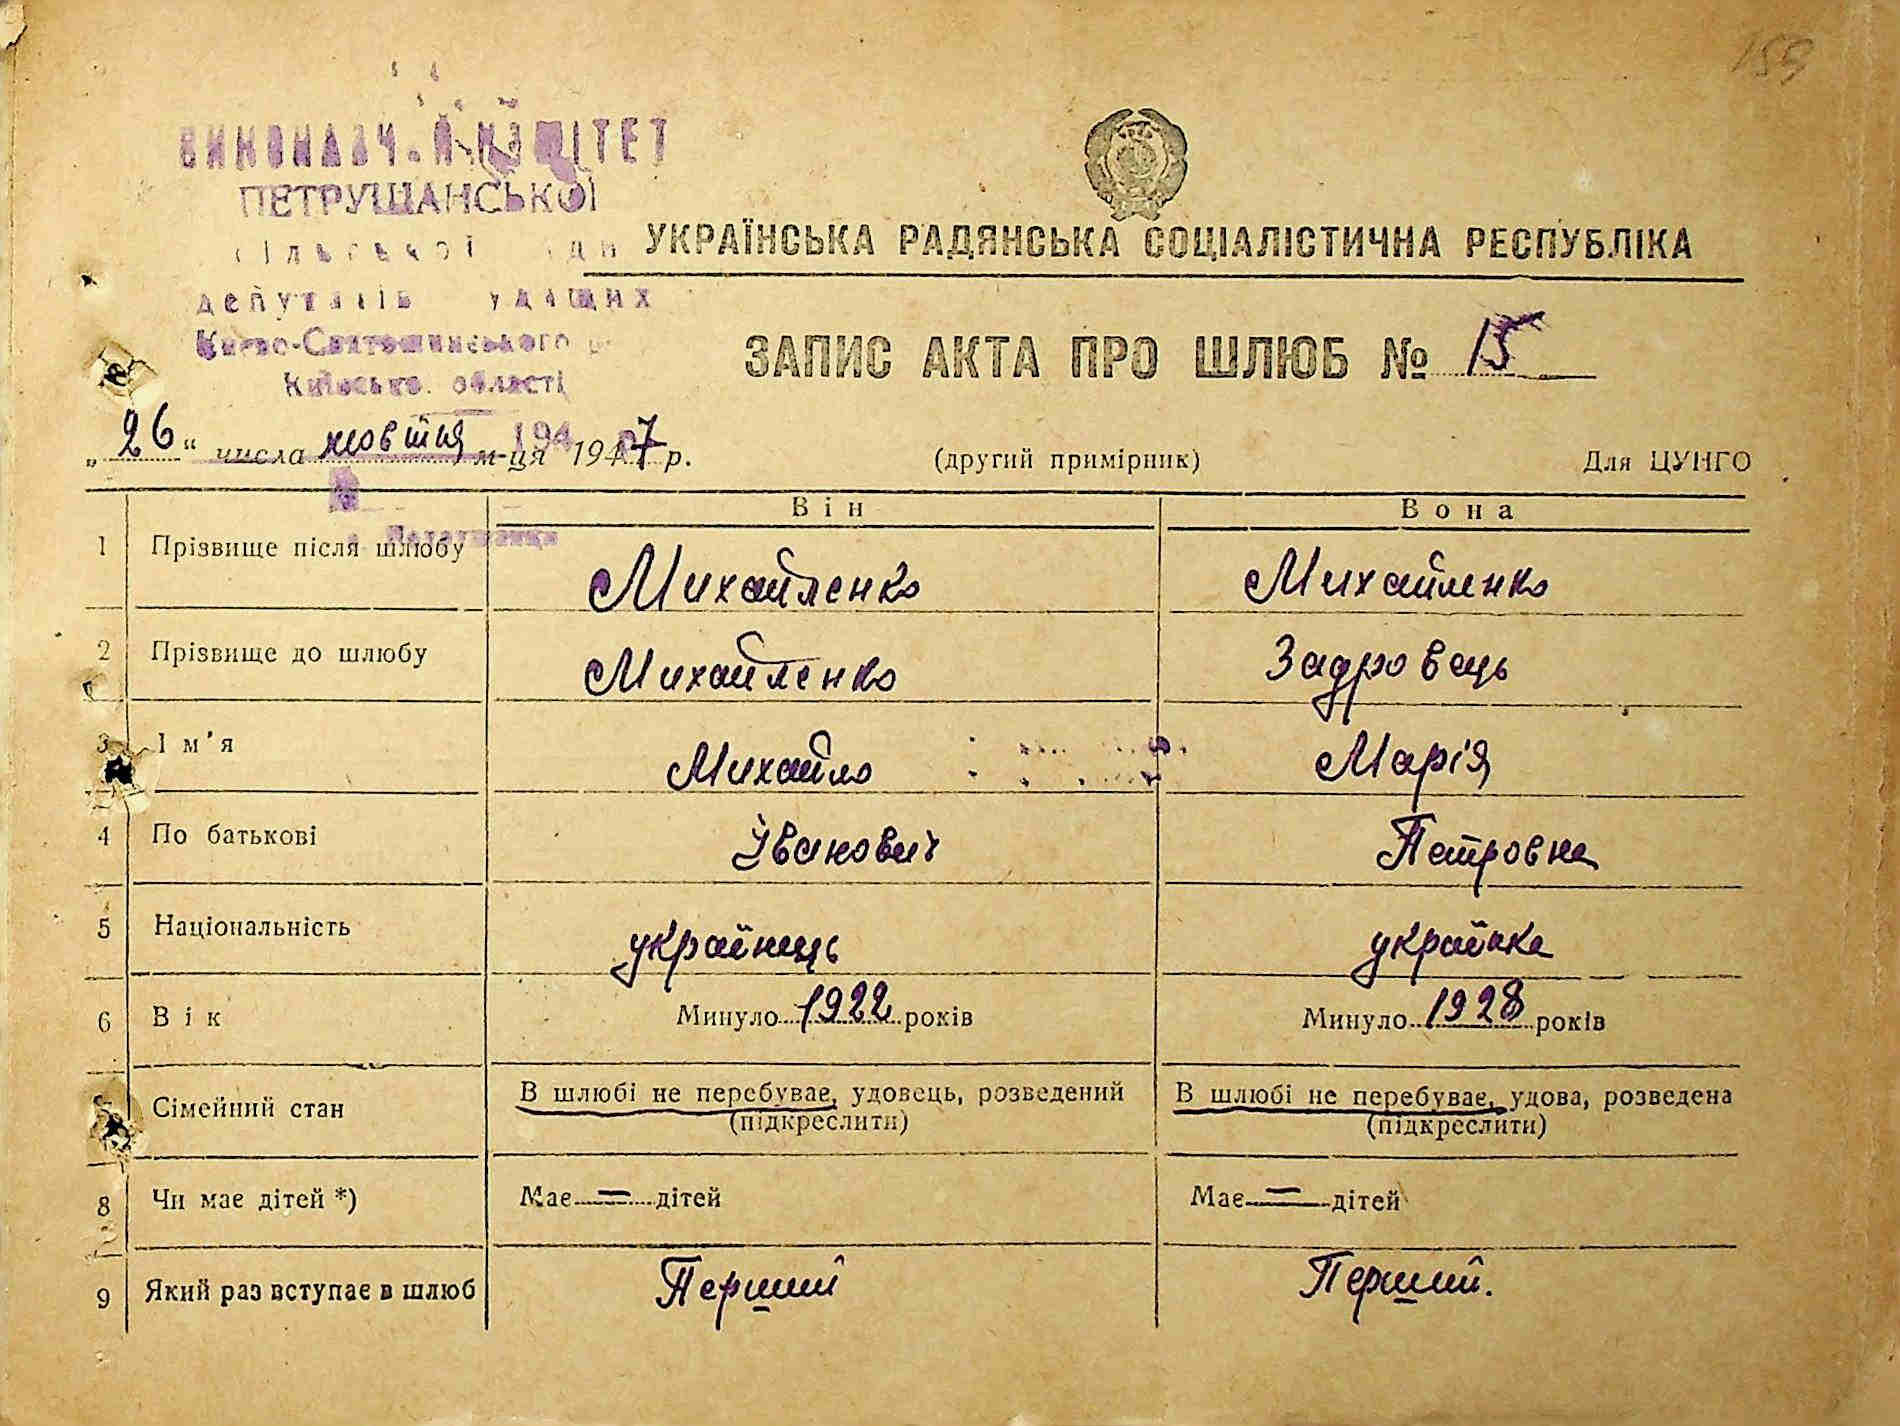 159
ВИКОНАВЧ.Й КОМІТЕТ
ПЕТРУШАНСЬКОЇ
сільської
УКРАЇНСЬКА РАДЯНСЬКА СОЦІАЛІСТИЧНА РЕСПУБЛІКА
депутатів удящих
Києво-Святошинського р
Київсько. області
ЗАПИС АКТА ПРО ШЛЮБ № 15
194
„26“ числа жовтня м-ця 1947 р.
(другий примірник)
Для ЦУНГО
Він Вона
1 Прізвище після шлюбу Михайленко Михайленко
2 Прізвище до шлюбу Михайленко Задровець
3 Ім'я Михайло Марія
4 По батькові Іванович Петровна
5 Національність українець українка
6 Вік Минуло 1922 років Минуло 1928 років
Сімейний стан В шлюбі не перебуває, удовець, розведений В шлюбі не перебуває, удова, розведена
(підкреслити) (підкреслити)
8 Чи має дітей *) Має = дітей Має = дітей
9 Який раз вступає в шлюб Перший Перший.